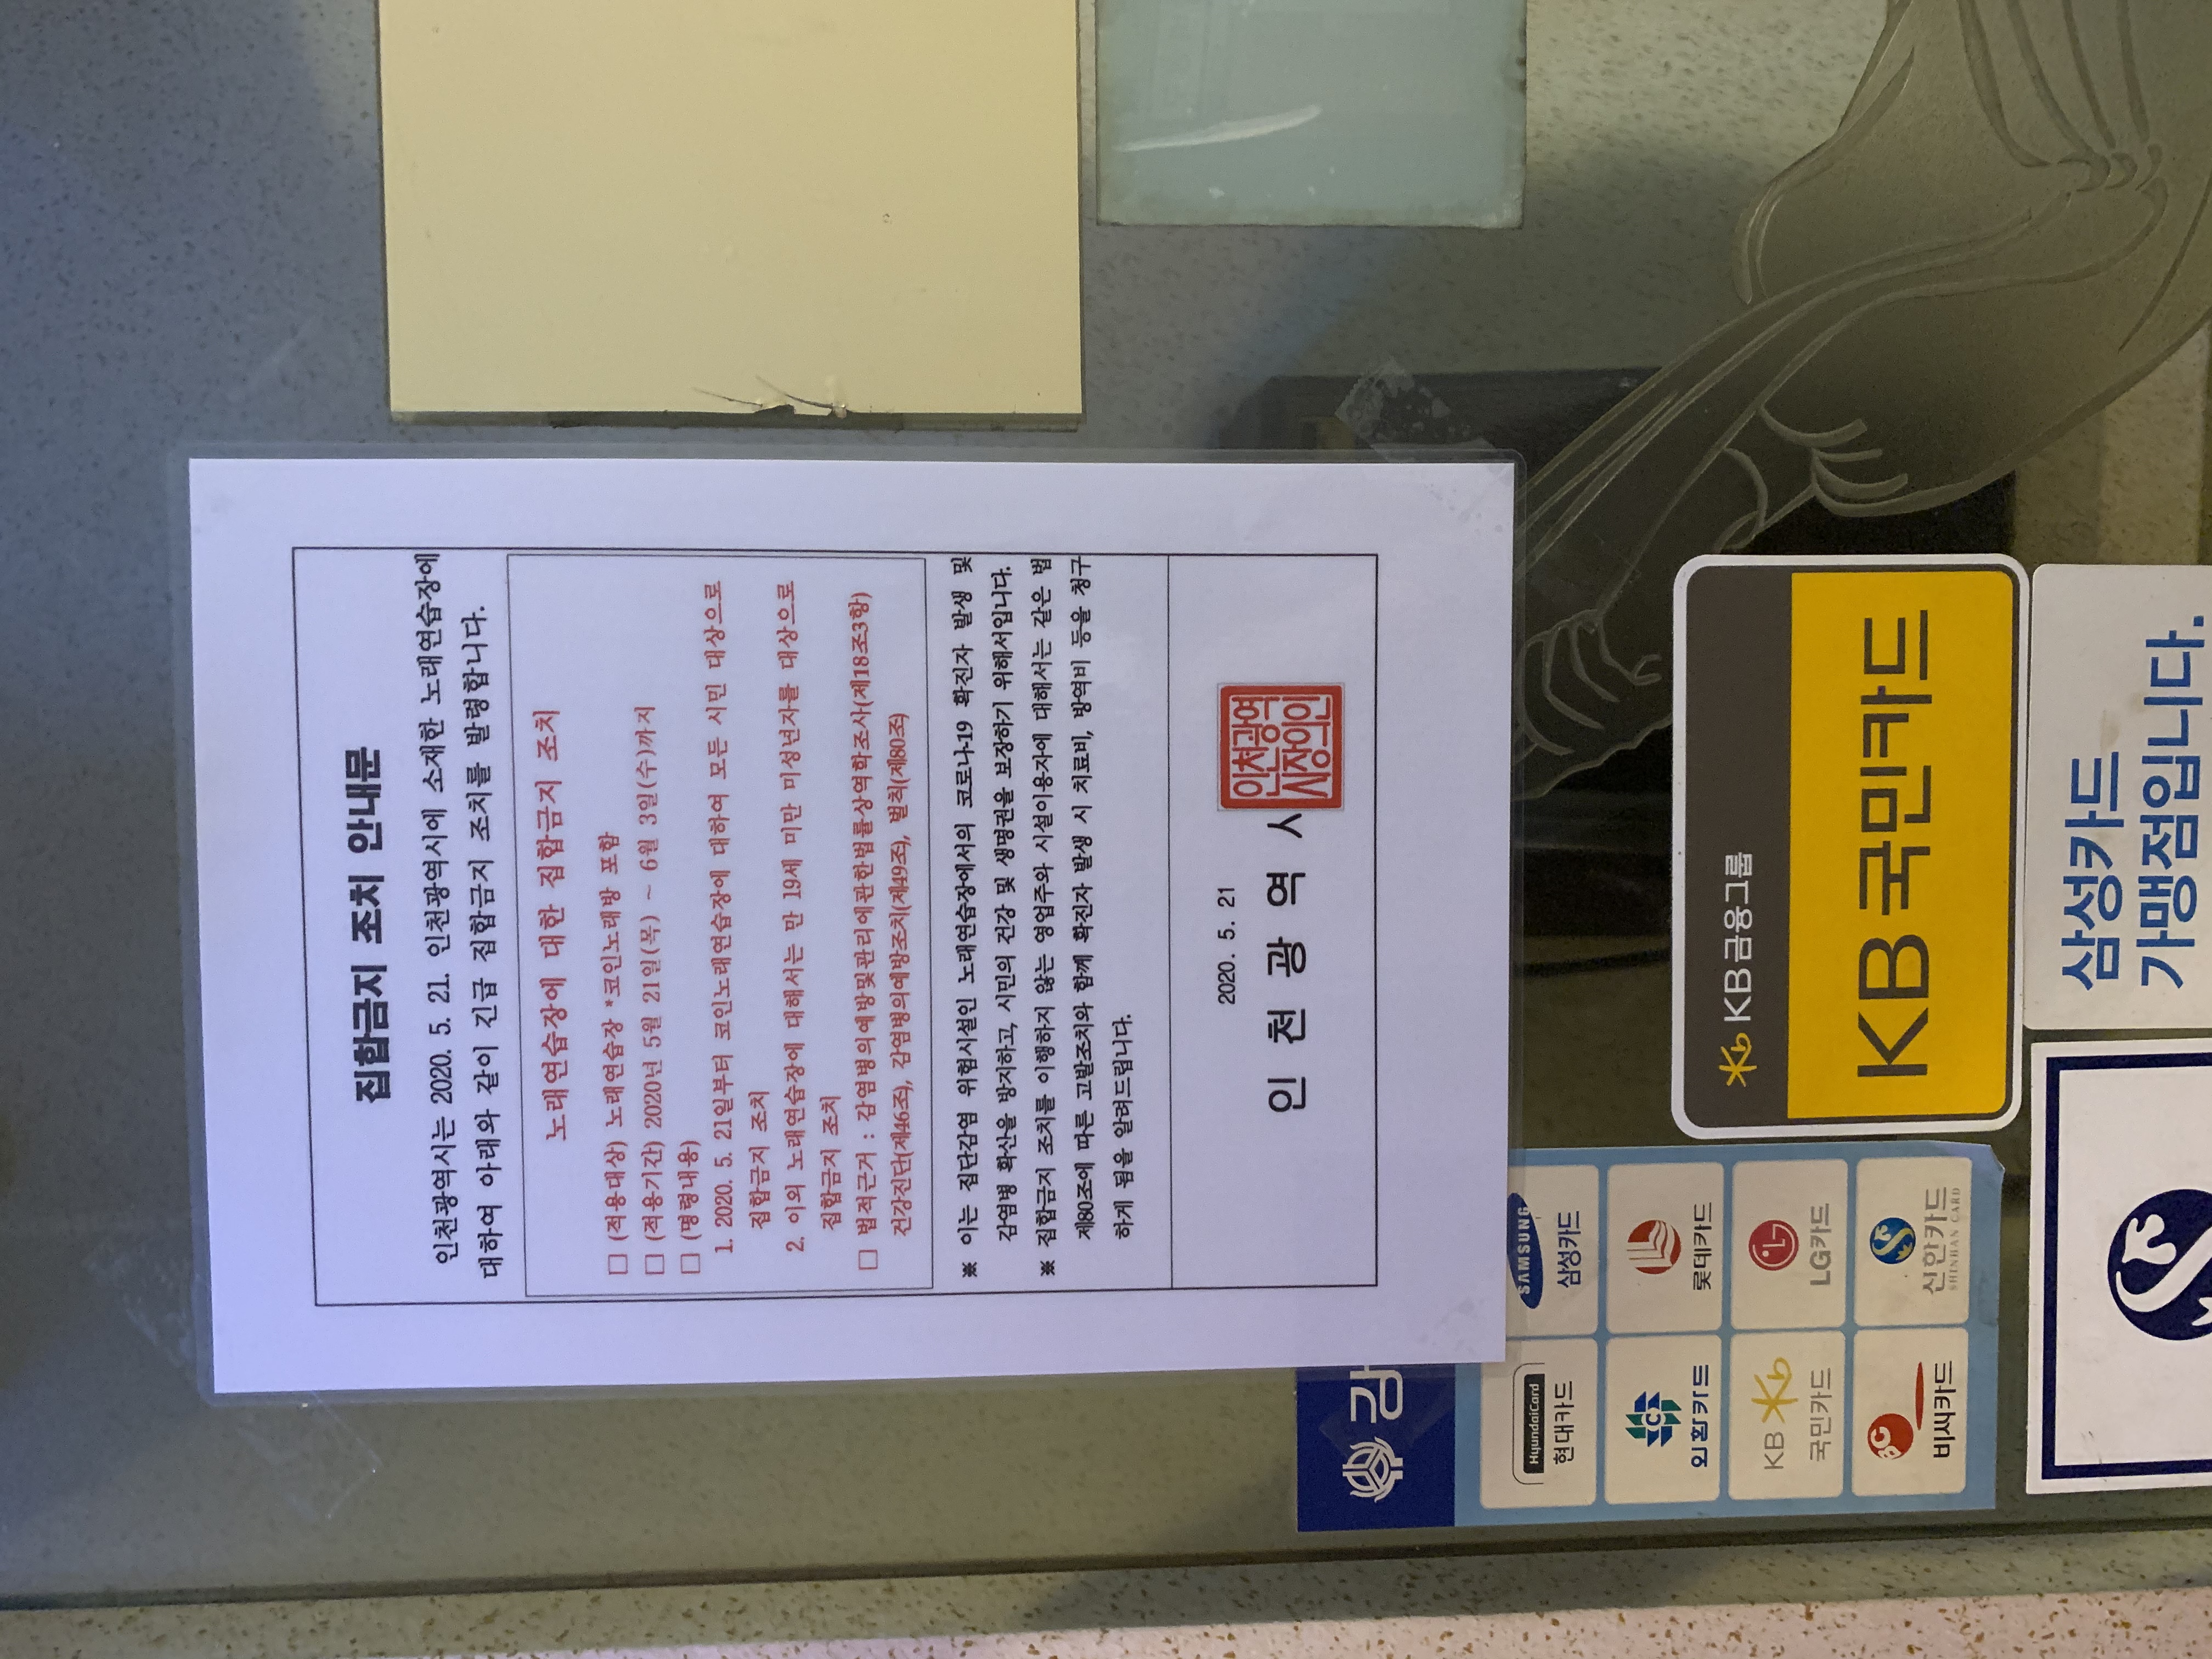 집합금지 조치 안내문
인천광역시는 2020. 5. 21. 인천광역시에 소재한 노래연습장에
대하여 아래와 같이 긴급 집합금지 조치를 발령합니다.
노래연습장에 대한 집합금지 조치
□ (적용대상) 노래연습장 *코인노래방 포함
□ (적용기간) 2020년 5월 21일(목) ~ 6월 3일(수)까지
□ (명령내용)
1. 2020. 5. 21일부터 코인노래연습장에 대하여 모든 시민 대상으로
집합금지 조치
2. 이외 노래연습장에 대해서는 만 19세 미만 미성년자를 대상으로
집합금지 조치
□ 법적근거 : 감염병의예방및관리에관한법률상역학조사(제18조3항)
건강진단(제46조), 감염병의예방조치(제49조), 벌칙(제80조)
※ 이는 집단감염 위험시설인 노래연습장에서의 코로나-19 확진자 발생 및
감염병 확산을 방지하고, 시민의 건강 및 생명권을 보장하기 위해서입니다.
※ 집합금지 조치를 이행하지 않는 영업주와 시설이용자에 대해서는 같은 법
제80조에 따른 고발조치와 함께 확진자 발생 시 치료비, 방역비 등을 청구
하게 됨을 알려드립니다.
2020. 5. 21
인 천 광 역 시
인천광역
시장의인
HyundaiCard
현대카드
SAMSUNG
삼성카드
외환카드
롯데카드
KB Kb
국민카드
LG카드
BC
비씨카드
신한카드
SHINHAN CARD
Kb KB금융그룹
KB국민카드
삼성카드
가맹점입니다.